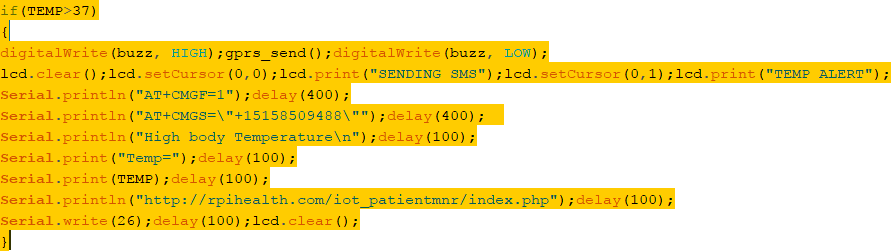 if(TEMP>37)
{
digitalWrite(buzz, HIGH);gprs_send();digitalWrite(buzz, LOW);
lcd.clear();lcd.setCursor(0,0);lcd.print("SENDING SMS");lcd.setCursor(0,1);lcd.print("TEMP ALERT");
Serial.println("AT+CMGF=1");delay(400);
Serial.println("AT+CMGS=\"+15158509488\"");delay(400);
Serial.println("High body Temperature\n");delay(100);
Serial.print("Temp=");delay(100);
Serial.print(TEMP);delay(100);
Serial.println("http://rpihealth.com/iot_patientmnr/index.php");delay(100);
Serial.write(26);delay(100);lcd.clear();
}